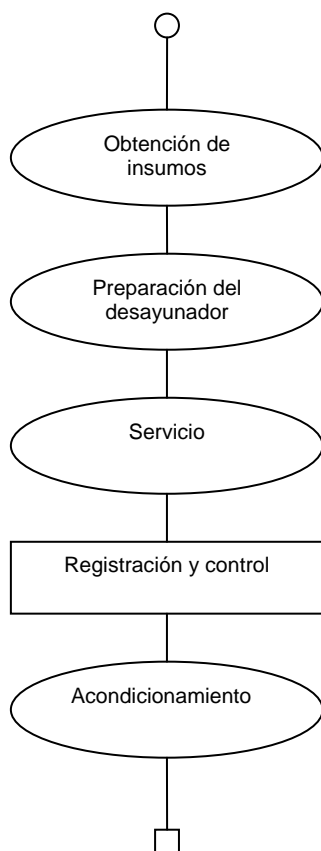 Obtención de
insumos
Preparación del
desayunador
Servicio
Registración y control
Acondicionamiento